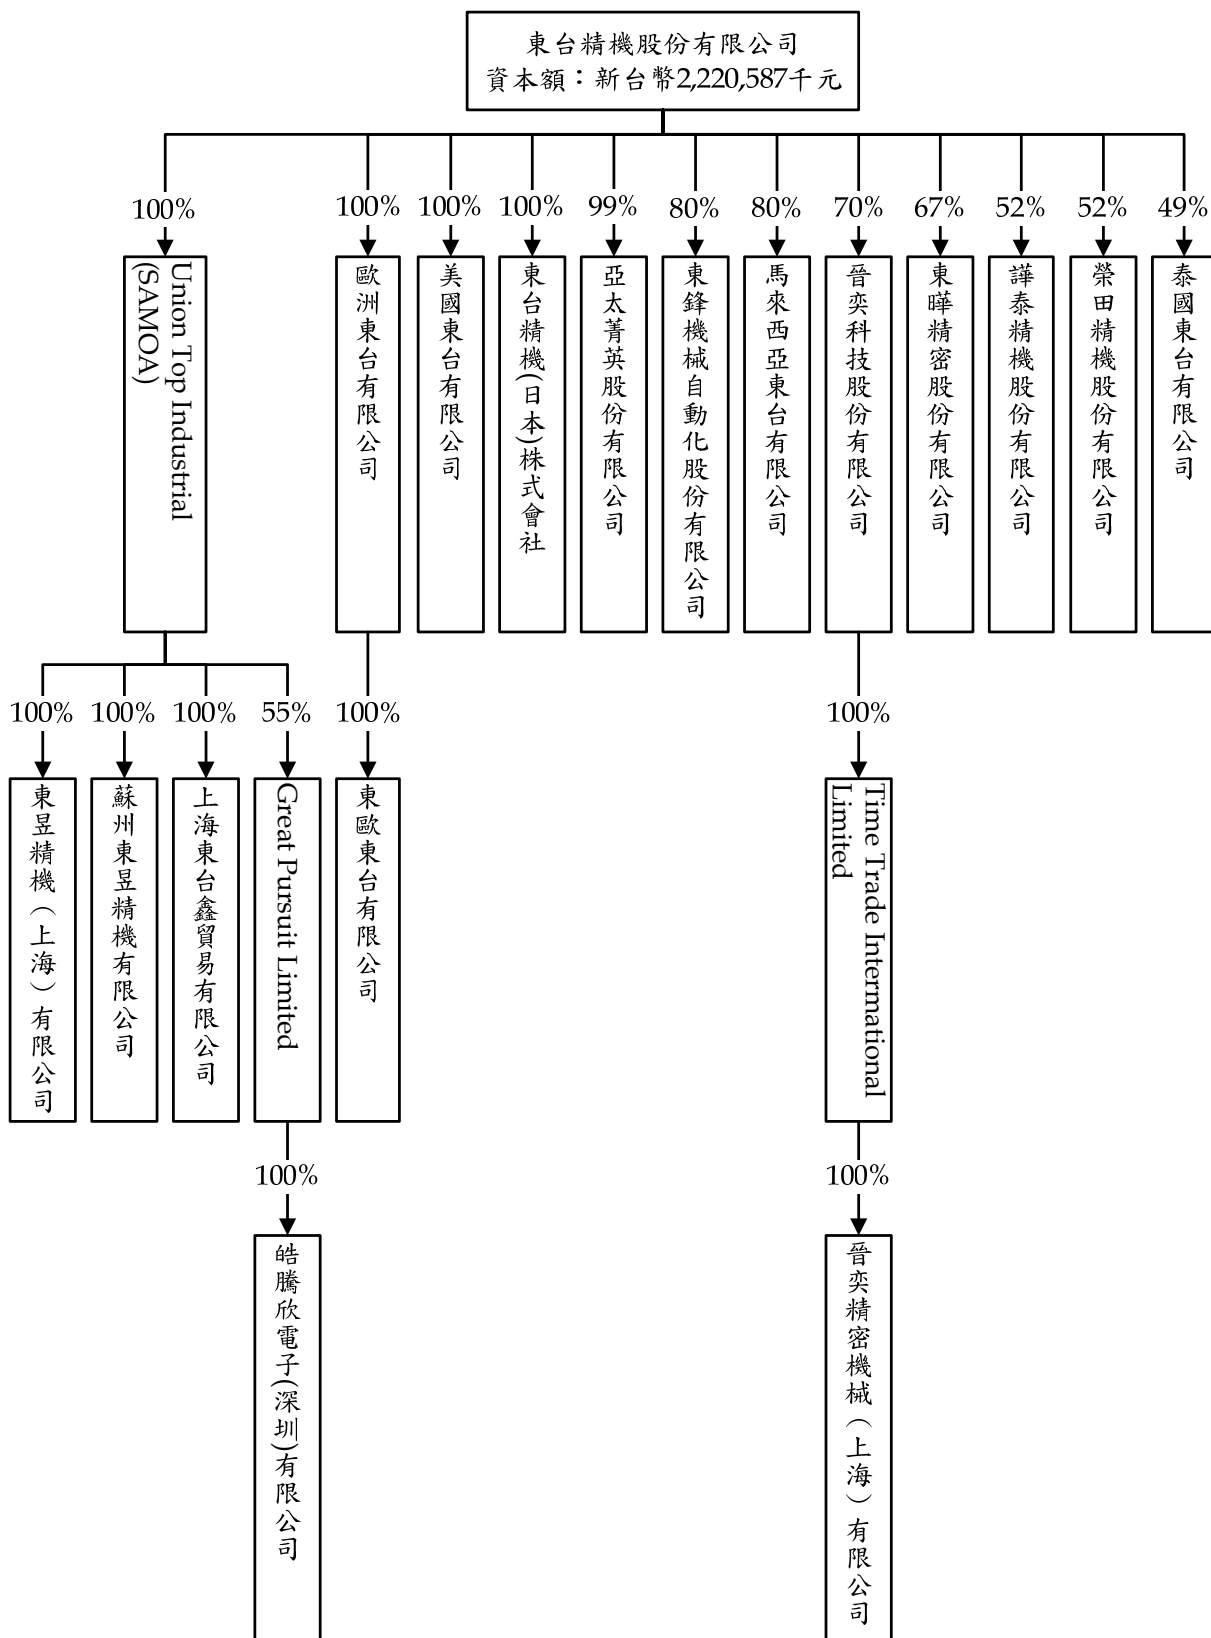 東台精機股份有限公司
資本額：新台幣2,220,587千元
100%
100%
100%
100%
99%
80%
80%
70%
67%
52%
52%
49%
Union Top Industrial
(SAMOA)
歐洲東台有限公司
美國東台有限公司
東台精機(日本)株式會社
亞太菁英股份有限公司
東鋒機械自動化股份有限公司
馬來西亞東台有限公司
晉奕科技股份有限公司
東曄精密股份有限公司
譁泰精機股份有限公司
榮田精機股份有限公司
泰國東台有限公司
100%
100%
100%
55%
100%
100%
東昱精機（上海）有限公司
蘇州東昱精機有限公司
上海東台鑫貿易有限公司
Great Pursuit Limited
東歐東台有限公司
Time Trade Intermational
Limited
100%
100%
皓騰欣電子(深圳)有限公司
晉奕精密機械（上海）有限公司